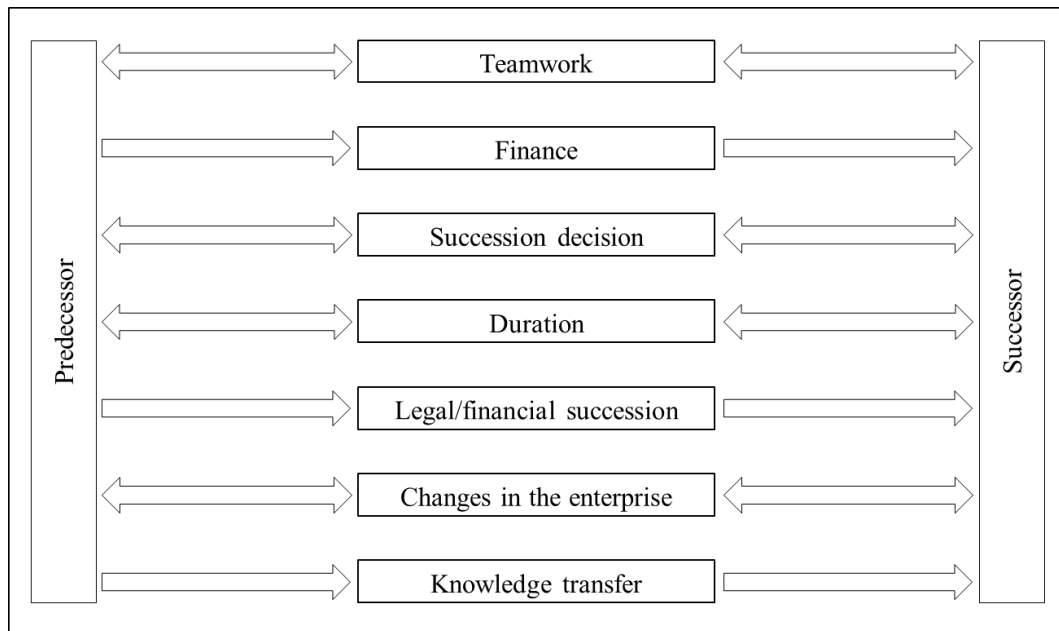 Predecessor
Teamwork
Finance
Succession decision
Duration
Legal/financial succession
Changes in the enterprise
Knowledge transfer
Successor